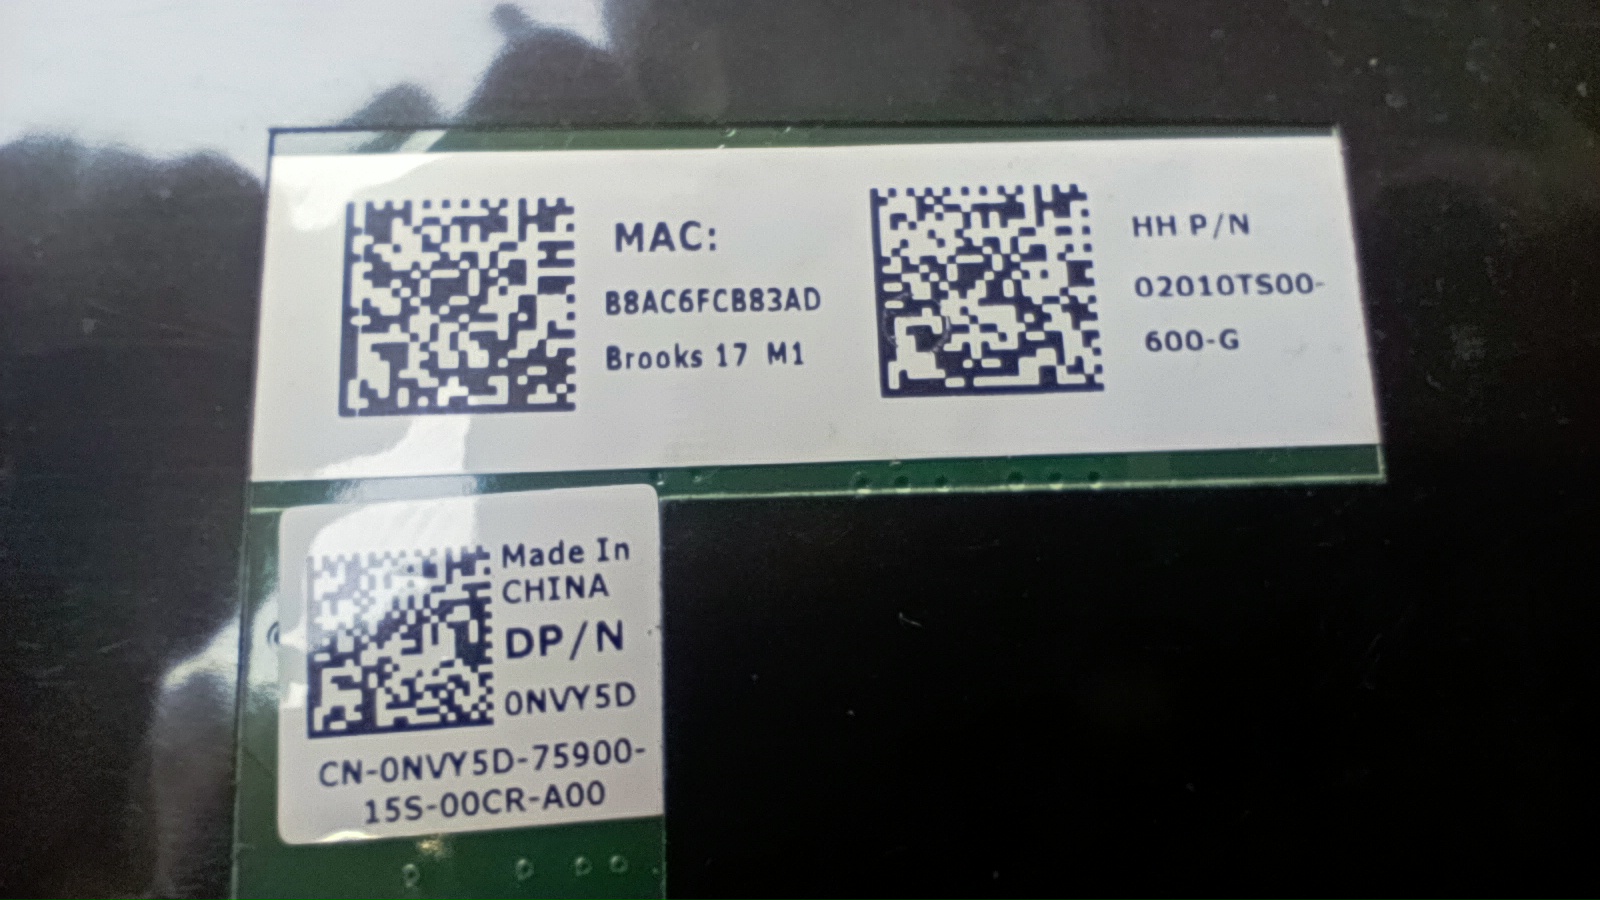 MAC:
B8AC6FCB83AD
Brooks 17 M1
HH P/N
02010TS00-
600-G
Made In
CHINA
DP/N
0NVY5D
CN-0NVY5D-75900-
15S-00CR-A00